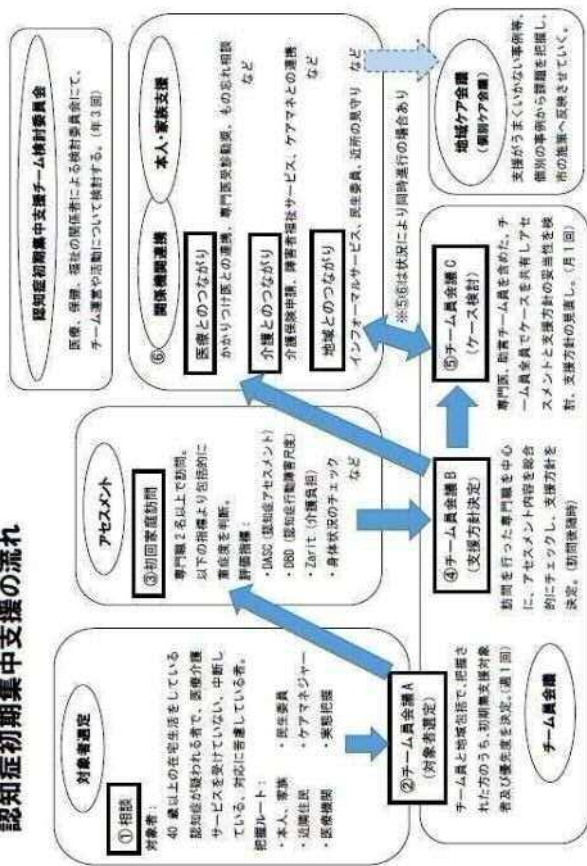 認知症初期集中支援の流れ
対象者選定
①相談
対象者：
40歳以上の在宅生活をしている
認知症が疑われる者で、医療介護
サービスを受けていない、中断し
ている、対応に苦慮している者。
把握ルート：
・本人、家族 ・民生委員
・近隣住民 ・ケアマネジャー
・医療機関 ・実態把握
アセスメント
③初回家庭訪問
専門職2名以上で訪問。
以下の指標より包括的に
重症度を判断。
評価指標：
・DASC（認知症アセスメント）
・DBD（認知症行動障害尺度）
・Zarit（介護負担）
・身体状況のチェック
など
認知症初期集中支援チーム検討委員会
医療、保健、福祉の関係者による検討委員会にて、
チーム運営や活動について検討する。（年3回）
⑥ 関係機関連携 本人・家族支援
医療とのつながり
かかりつけ医との連携、専門医受診勧奨、もの忘れ相談
など
介護とのつながり
介護保険申請、障害者福祉サービス、ケアマネとの連携
など
地域とのつながり
インフォーマルサービス、民生委員、近所の見守り など
※⑤⑥は状況により同時進行の場合あり
②チーム員会議A
（対象者選定）
チーム員と地域包括で、把握さ
れた方のうち、初期集支援対象
者及び優先度を決定。（週1回）
チーム員会議
④チーム員会議B
（支援方針決定）
訪問を行った専門職を中心
に、アセスメント内容を総合
的にチェックし、支援方針を
決定。（訪問後随時）
⑤チーム員会議C
（ケース検討）
専門医、助言チーム員を含めた、チ
ーム員全員でケースを共有しアセ
スメントと支援方針の妥当性を検
討、支援方針の見直し。（月1回）
地域ケア会議
（個別ケア会議）
支援がうまくいかない事例等、
個別の事例から課題を把握し、
市の施策へ反映させていく。